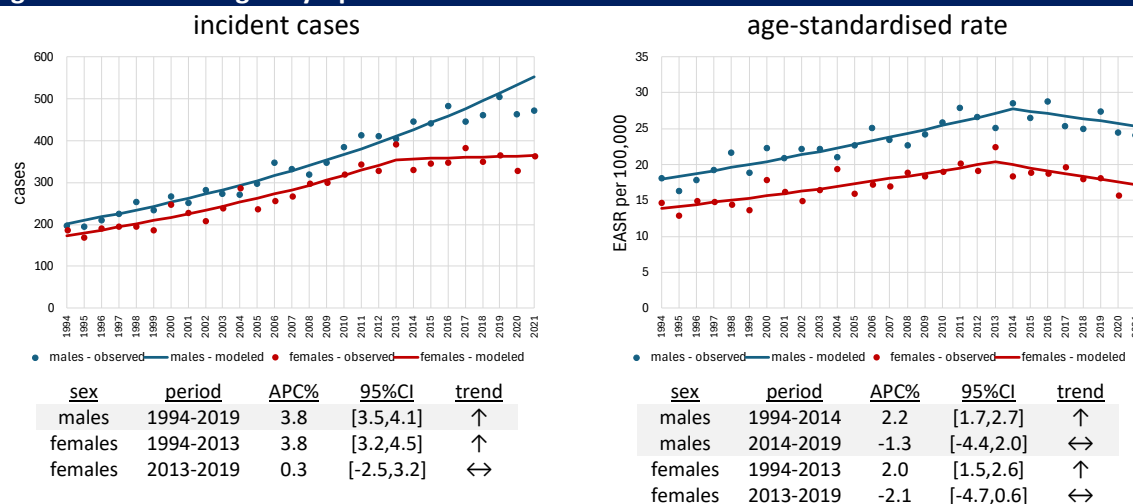 incident cases
600
500
400
300
200
100
0
cases
1994 1995 1996 1997 1998 1999 2000 2001 2002 2003 2004 2005 2006 2007 2008 2009 2010 2011 2012 2013 2014 2015 2016 2017 2018 2019 2020 2021
males - observed males - modeled females - observed females - modeled
sex period APC% 95%CI trend
males 1994-2019 3.8 [3.5,4.1] ↑
females 1994-2013 3.8 [3.2,4.5] ↑
females 2013-2019 0.3 [-2.5,3.2] ↔
age-standardised rate
35
30
25
20
15
10
5
0
EASR per 100,000
1994 1995 1996 1997 1998 1999 2000 2001 2002 2003 2004 2005 2006 2007 2008 2009 2010 2011 2012 2013 2014 2015 2016 2017 2018 2019 2020
males - observed males - modeled females - observed females - modeled
sex period APC% 95%CI trend
males 1994-2014 2.2 [1.7,2.7] ↑
males 2014-2019 -1.3 [-4.4,2.0] ↔
females 1994-2013 2.0 [1.5,2.6] ↑
females 2013-2019 -2.1 [-4.7,0.6] ↔